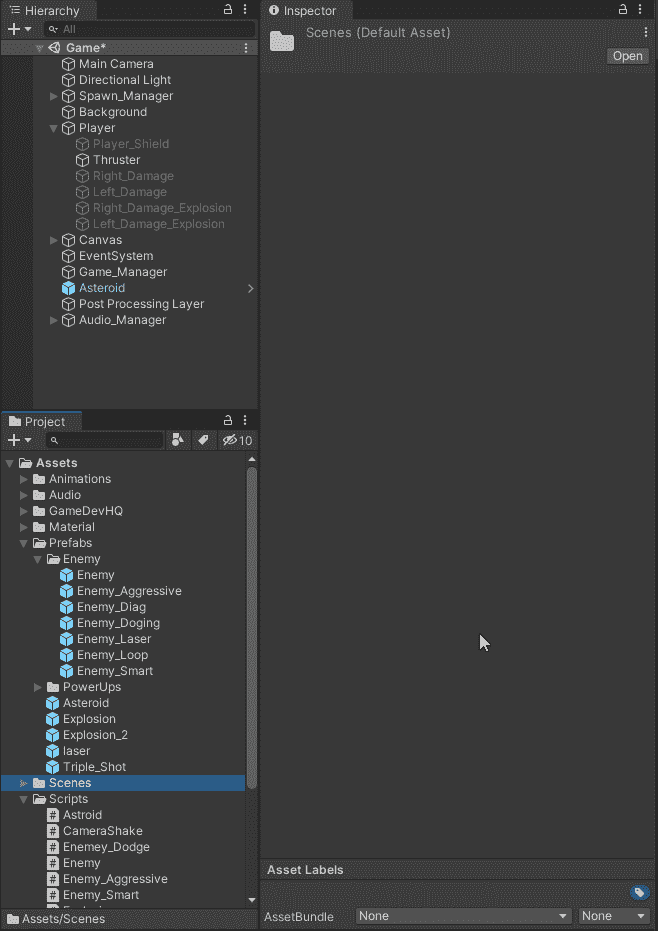 Hierarchy
All
Game*
Main Camera
Directional Light
Spawn_Manager
Background
Player
Player_Shield
Thruster
Right_Damage
Left_Damage
Right_Damage_Explosion
Left_Damage_Explosion
Canvas
EventSystem
Game_Manager
Asteroid
Post Processing Layer
Audio_Manager
Project
10
Assets
Animations
Audio
GameDevHQ
Material
Prefabs
Enemy
Enemy
Enemy_Aggressive
Enemy_Diag
Enemy_Doging
Enemy_Laser
Enemy_Loop
Enemy_Smart
PowerUps
Asteroid
Explosion
Explosion_2
laser
Triple_Shot
Scenes
Scripts
# Astroid
# CameraShake
# Enemey_Dodge
# Enemy
# Enemy_Aggressive
# Enemy_Smart
Assets/Scenes
Inspector
Scenes (Default Asset)
Open
Asset Labels
AssetBundle None None